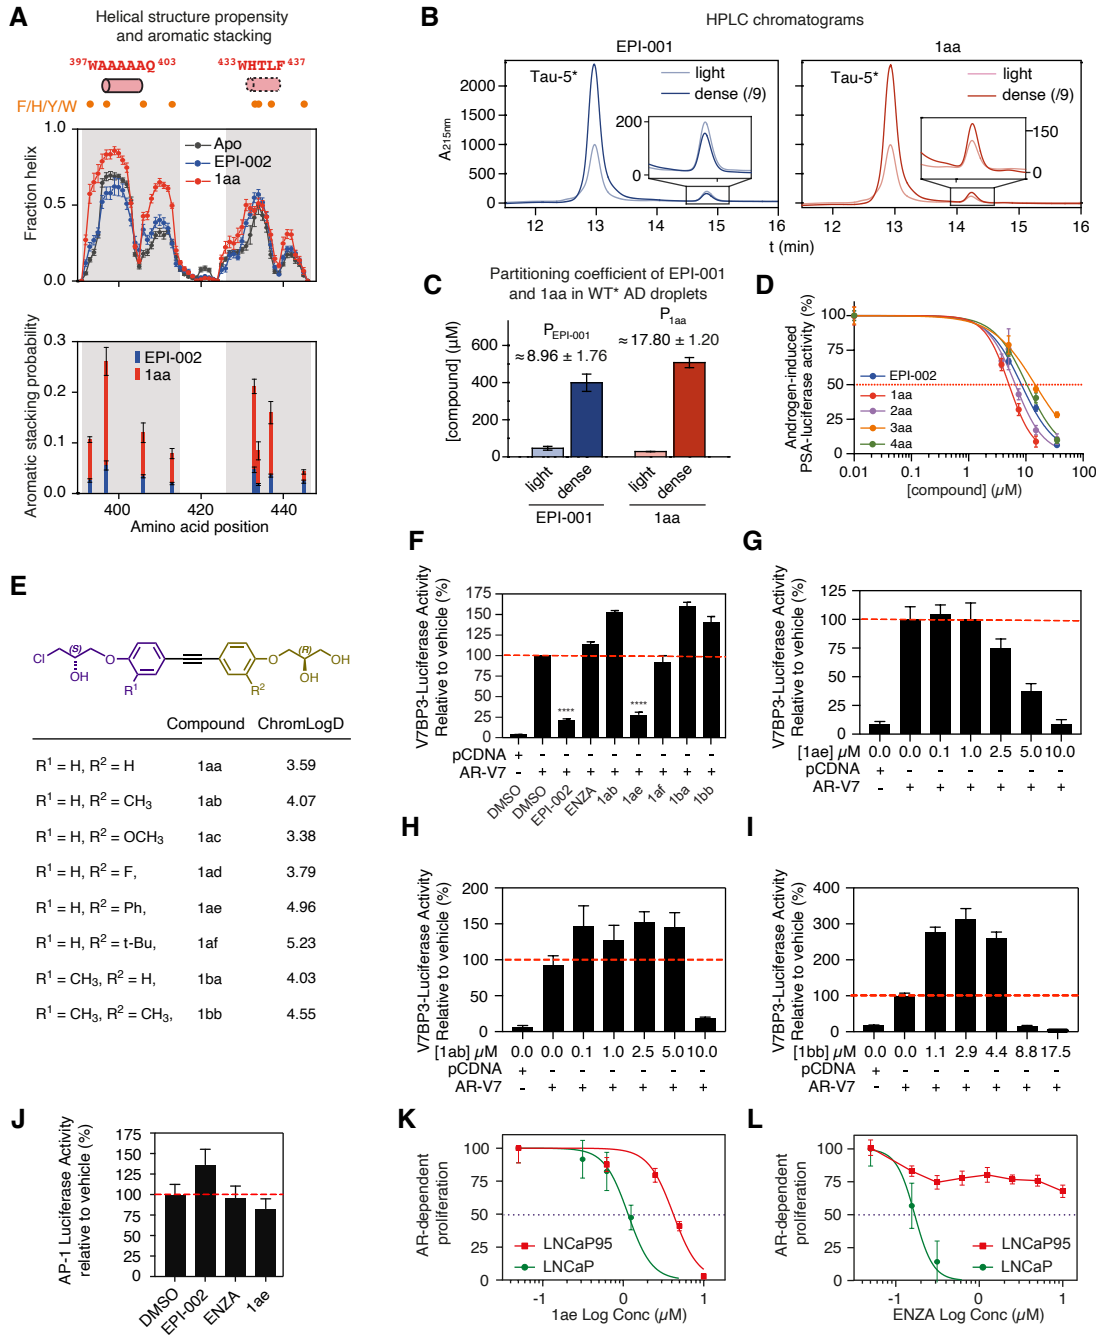 A
Helical structure propensity
and aromatic stacking
397WAAAAAQ403
433WHTLF437
F/H/Y/W
1.0
0.5
0.0
Fraction helix
Apo
EPI-002
1aa
0.3
0.2
0.1
0.0
Aromatic stacking probability
EPI-002
1aa
400
420
440
Amino acid position
B
HPLC chromatograms
EPI-001
1aa
Tau-5*
light
dense (/9)
Tau-5*
light
dense (/9)
2000
1500
1000
500
0
A215nm
200
0
150
0
12 13 14 15 16
12 13 14 15 16
t (min)
C
Partitioning coefficient of EPI-001
and 1aa in WT* AD droplets
PEPI-001
≈8.96 ± 1.76
P1aa
≈17.80 ± 1.20
600
400
200
0
[compound] (µM)
light
dense
light
dense
EPI-001
1aa
D
Androgen-induced
PSA-luciferase activity (%)
100
75
50
25
0
EPI-002
1aa
2aa
3aa
4aa
0.01 0.1 1 10 100
[compound] (µM)
E
Cl
(S)
OH
O
R1
R2
O
(R)
OH
OH
Compound ChromLogD
R1 = H, R2 = H 1aa 3.59
R1 = H, R2 = CH3 1ab 4.07
R1 = H, R2 = OCH3 1ac 3.38
R1 = H, R2 = F, 1ad 3.79
R1 = H, R2 = Ph, 1ae 4.96
R1 = H, R2 = t-Bu, 1af 5.23
R1 = CH3, R2 = H, 1ba 4.03
R1 = CH3, R2 = CH3, 1bb 4.55
F
V7BP3-Luciferase Activity
Relative to vehicle (%)
175
150
125
100
75
50
25
0
****
****
pCDNA + - - - - - - - -
AR-V7 - + + + + + + + +
DMSO
DMSO
EPI-002
ENZA
1ab
1ae
1af
1ba
1bb
G
V7BP3-Luciferase Activity
Relative to vehicle (%)
125
100
75
50
25
0
[1ae] µM 0.0 0.0 0.1 1.0 2.5 5.0 10.0
pCDNA + - - - - - -
AR-V7 - + + + + + +
H
V7BP3-Luciferase Activity
Relative to vehicle (%)
200
150
100
50
0
[1ab] µM 0.0 0.0 0.1 1.0 2.5 5.0 10.0
pCDNA + - - - - - -
AR-V7 - + + + + + +
I
V7BP3-Luciferase Activity
Relative to vehicle (%)
400
300
200
100
0
[1bb] µM 0.0 0.0 1.1 2.9 4.4 8.8 17.5
pCDNA + - - - - - -
AR-V7 - + + + + + +
J
AP-1 Luciferase Activity
relative to vehicle (%)
175
150
125
100
75
50
25
0
DMSO
EPI-002
ENZA
1ae
K
AR-dependent
proliferation
100
75
50
25
0
LNCaP95
LNCaP
-1 0 1
1ae Log Conc (µM)
L
AR-dependent
proliferation
100
75
50
25
0
LNCaP95
LNCaP
-1 0 1
ENZA Log Conc (µM)